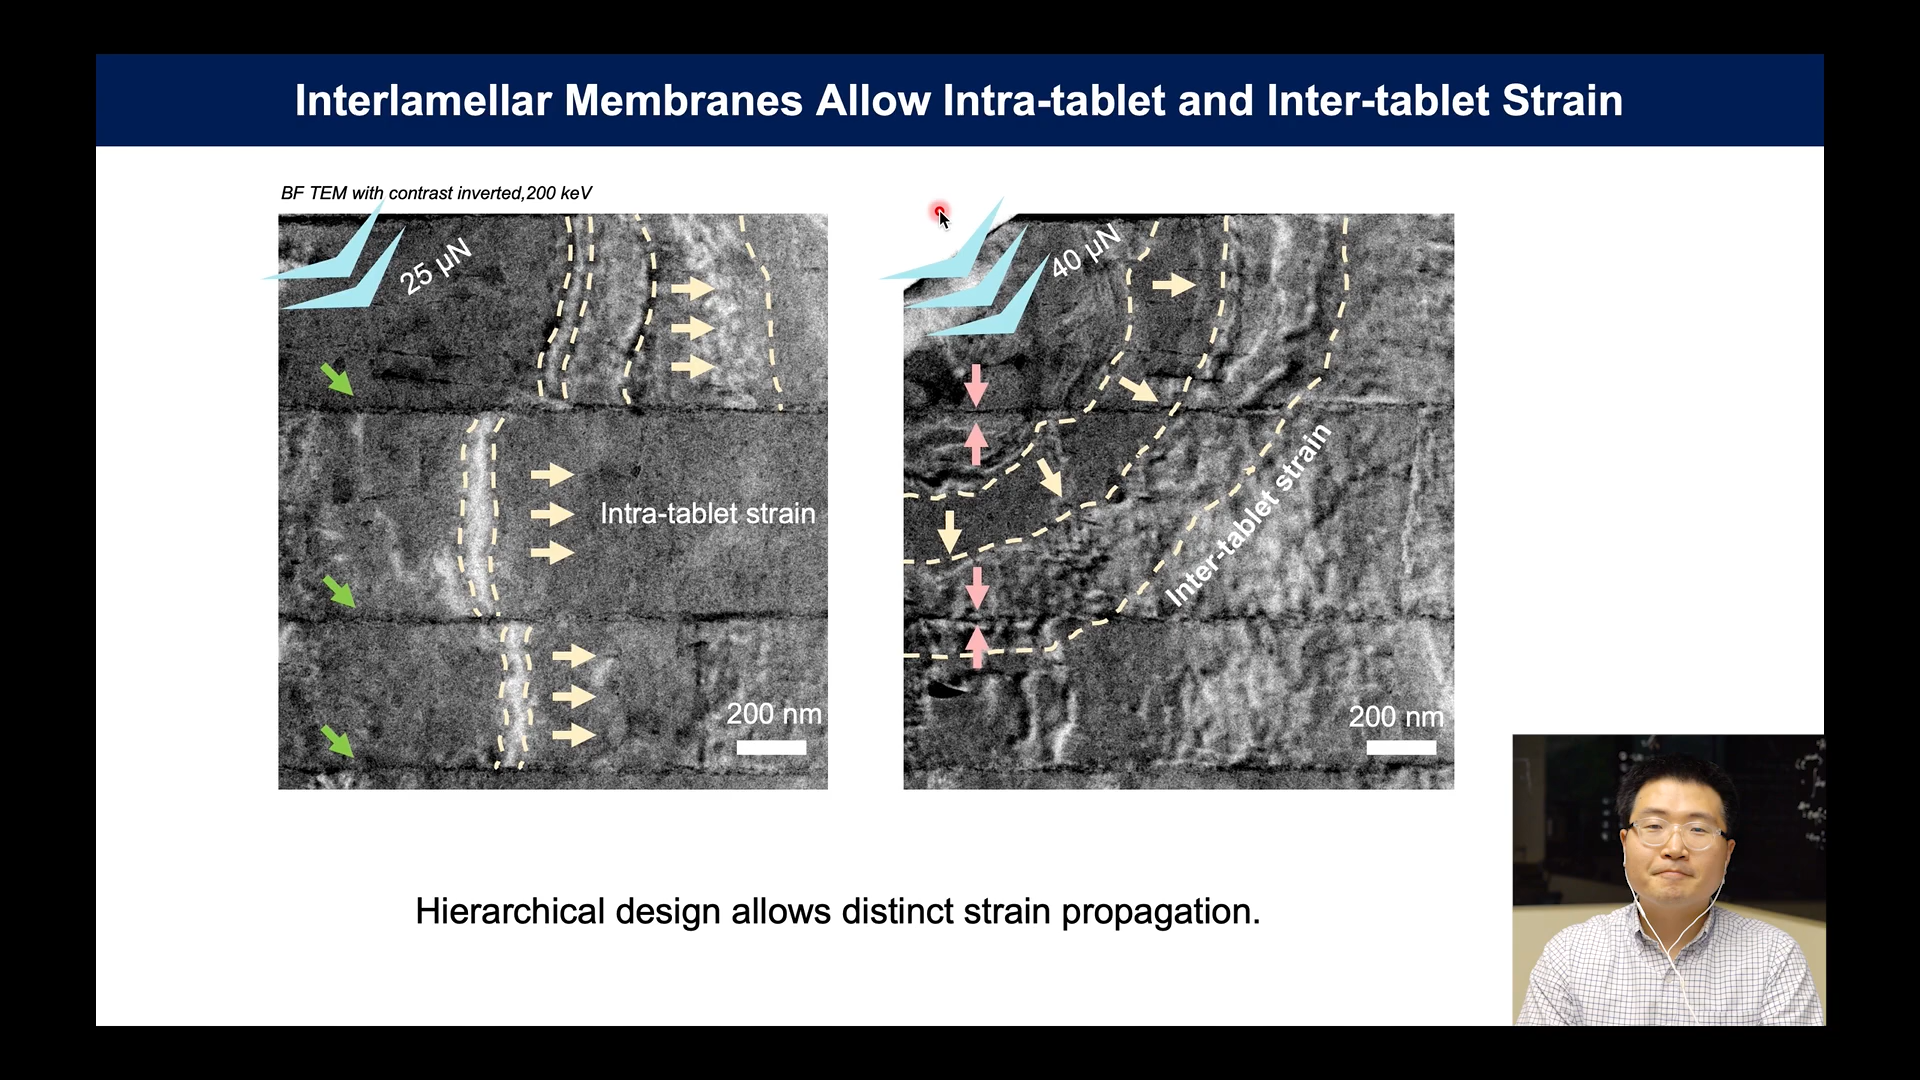 Interlamellar Membranes Allow Intra-tablet and Inter-tablet Strain
BF TEM with contrast inverted,200 keV
25 µN
Intra-tablet strain
200 nm
40 µN
Inter-tablet strain
200 nm
Hierarchical design allows distinct strain propagation.